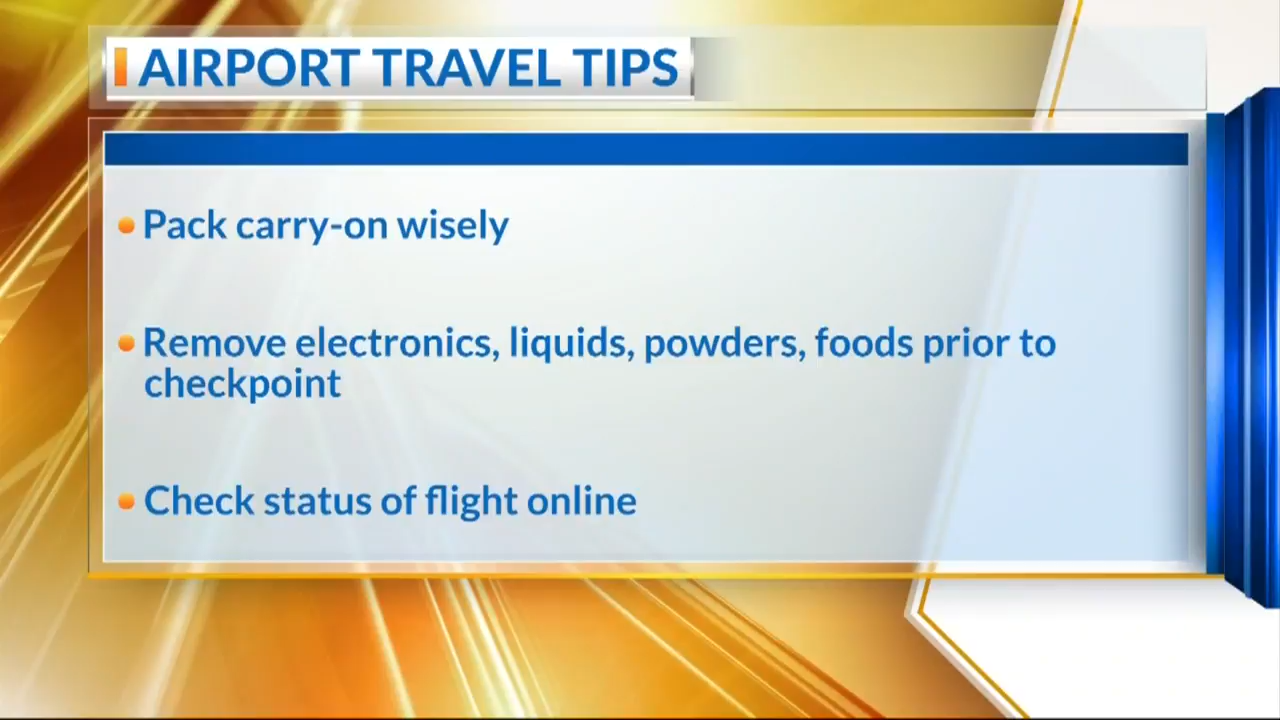 AIRPORT TRAVEL TIPS
Pack carry-on wisely
Remove electronics, liquids, powders, foods prior to
checkpoint
Check status of flight online